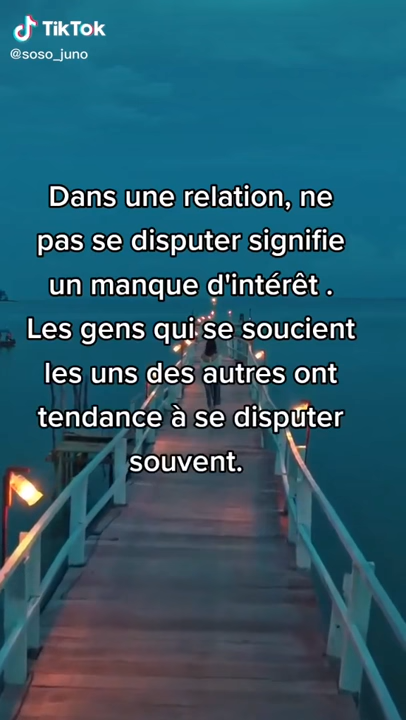 TikTok
@soso_juno
Dans une relation, ne
pas se disputer signifie
un manque d'intérêt .
Les gens qui se soucient
les uns des autres ont
tendance à se disputer
souvent.